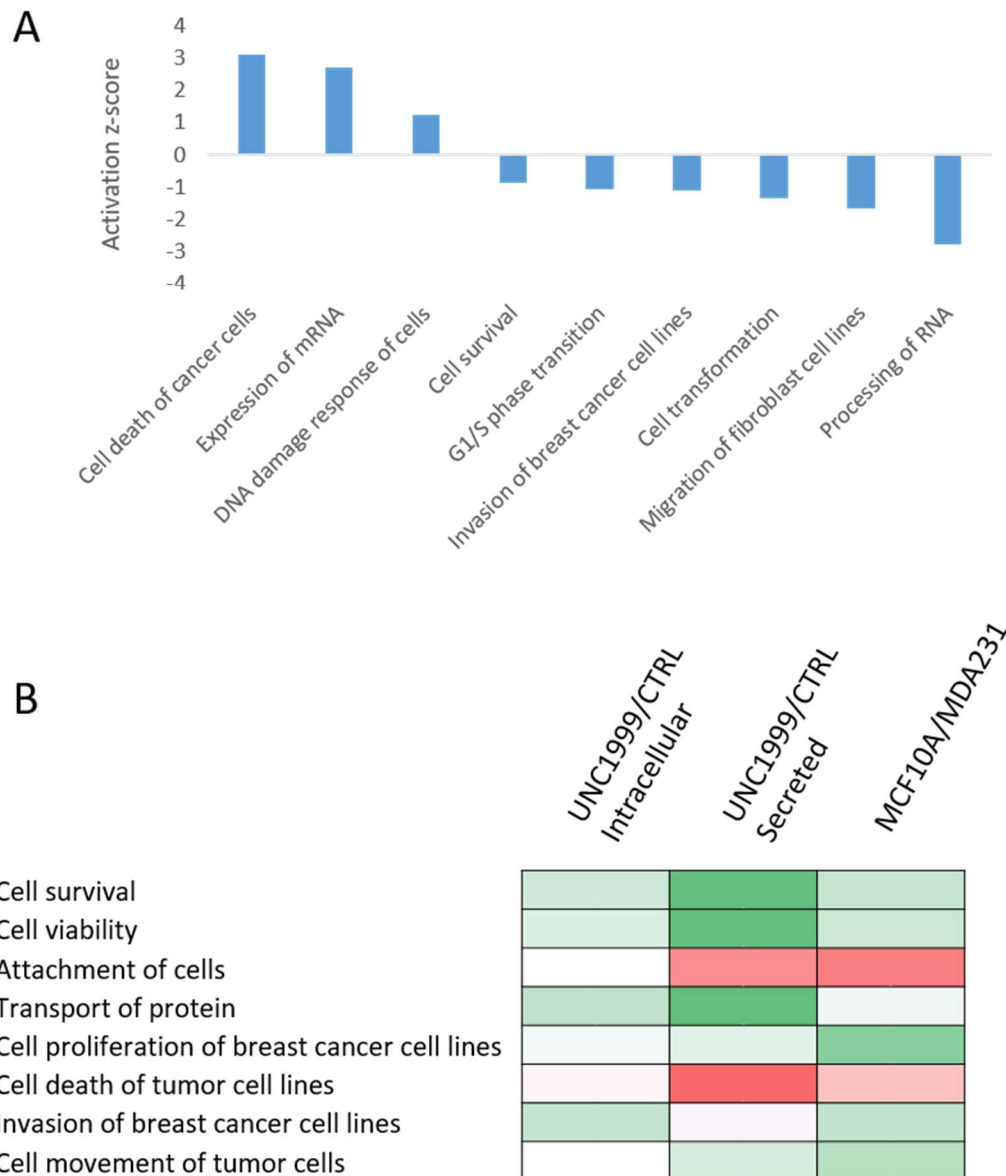 A
4
3
2
1
0
-1
-2
-3
-4
Activation z-score
Cell death of cancer cells
Expression of mRNA
DNA damage response of cells
Cell survival
G1/S phase transition
Invasion of breast cancer cell lines
Cell transformation
Migration of fibroblast cell lines
Processing of RNA
B
UNC1999/CTRL
Intracellular
UNC1999/CTRL
Secreted
MCF10A/MDA231
Cell survival
Cell viability
Attachment of cells
Transport of protein
Cell proliferation of breast cancer cell lines
Cell death of tumor cell lines
Invasion of breast cancer cell lines
Cell movement of tumor cells